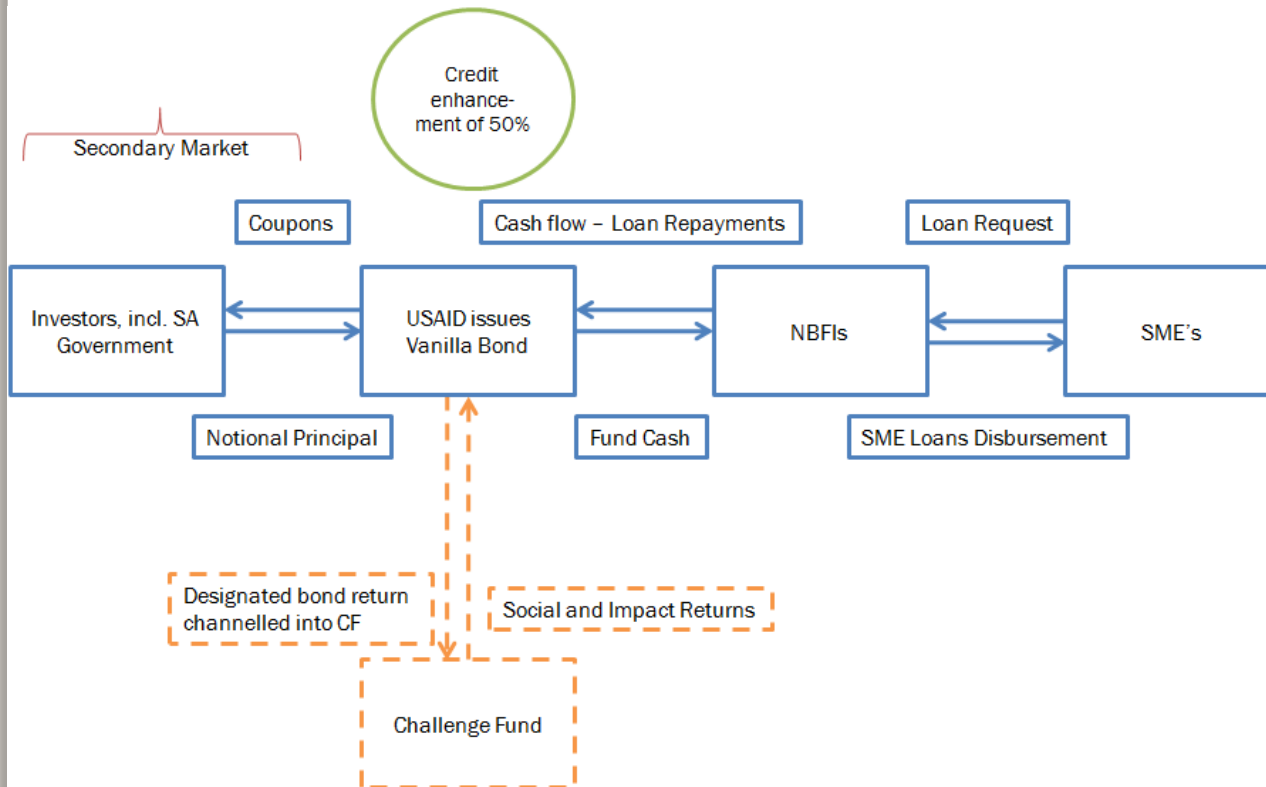 Credit
enhance-
ment of 50%
Secondary Market
Coupons
Cash flow – Loan Repayments
Loan Request
Investors, incl. SA
Government
USAID issues
Vanilla Bond
NBFIs
SME's
Notional Principal
Fund Cash
SME Loans Disbursement
Designated bond return
channelled into CF
Social and Impact Returns
Challenge Fund